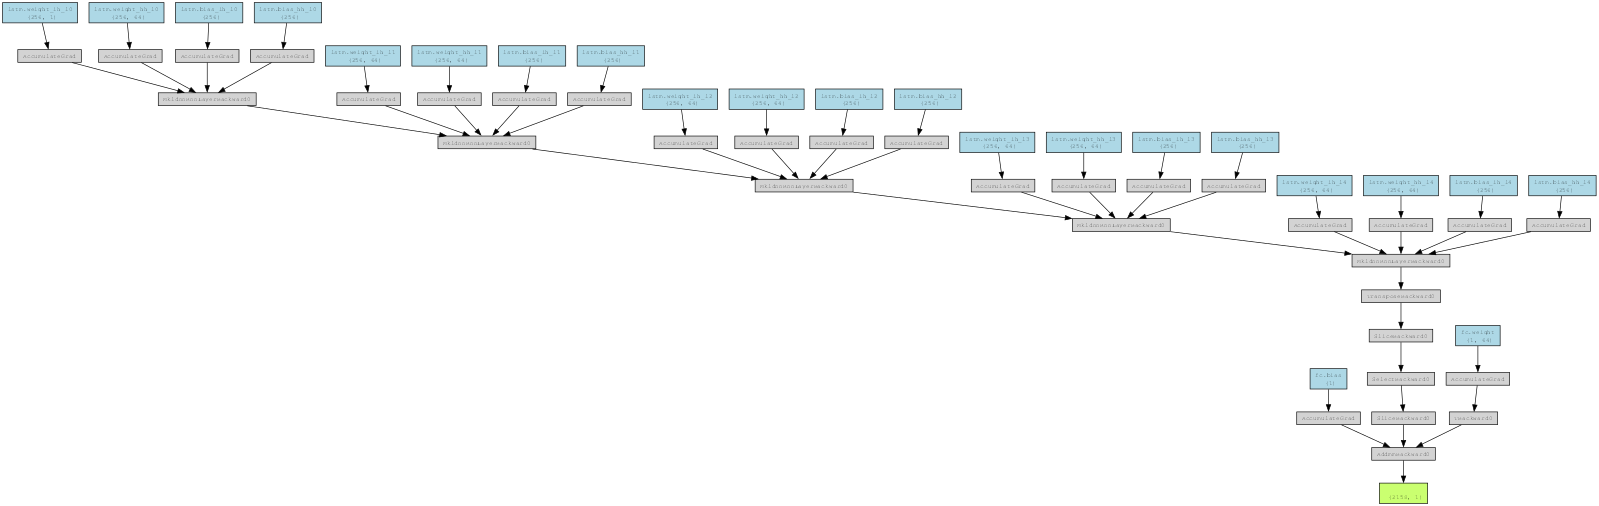 lstm.weight_ih_l0
(256, 1)
lstm.weight_hh_l0
(256, 64)
lstm.bias_ih_l0
(256)
lstm.bias_hh_l0
(256)
AccumulateGrad
AccumulateGrad
AccumulateGrad
AccumulateGrad
lstm.weight_ih_l1
(256, 64)
lstm.weight_hh_l1
(256, 64)
lstm.bias_ih_l1
(256)
lstm.bias_hh_l1
(256)
MkldnnRnnLayerBackward0
AccumulateGrad
AccumulateGrad
AccumulateGrad
AccumulateGrad
lstm.weight_ih_l2
(256, 64)
lstm.weight_hh_l2
(256, 64)
lstm.bias_ih_l2
(256)
lstm.bias_hh_l2
(256)
MkldnnRnnLayerBackward0
AccumulateGrad
AccumulateGrad
AccumulateGrad
AccumulateGrad
lstm.weight_ih_l3
(256, 64)
lstm.weight_hh_l3
(256, 64)
lstm.bias_ih_l3
(256)
lstm.bias_hh_l3
(256)
MkldnnRnnLayerBackward0
AccumulateGrad
AccumulateGrad
AccumulateGrad
AccumulateGrad
lstm.weight_ih_l4
(256, 64)
lstm.weight_hh_l4
(256, 64)
lstm.bias_ih_l4
(256)
lstm.bias_hh_l4
(256)
MkldnnRnnLayerBackward0
AccumulateGrad
AccumulateGrad
AccumulateGrad
AccumulateGrad
MkldnnRnnLayerBackward0
TransposeBackward0
SliceBackward0
fc.weight
(1, 64)
fc.bias
(1)
SelectBackward0
AccumulateGrad
AccumulateGrad
SliceBackward0
TBackward0
AddmmBackward0
(2152, 1)